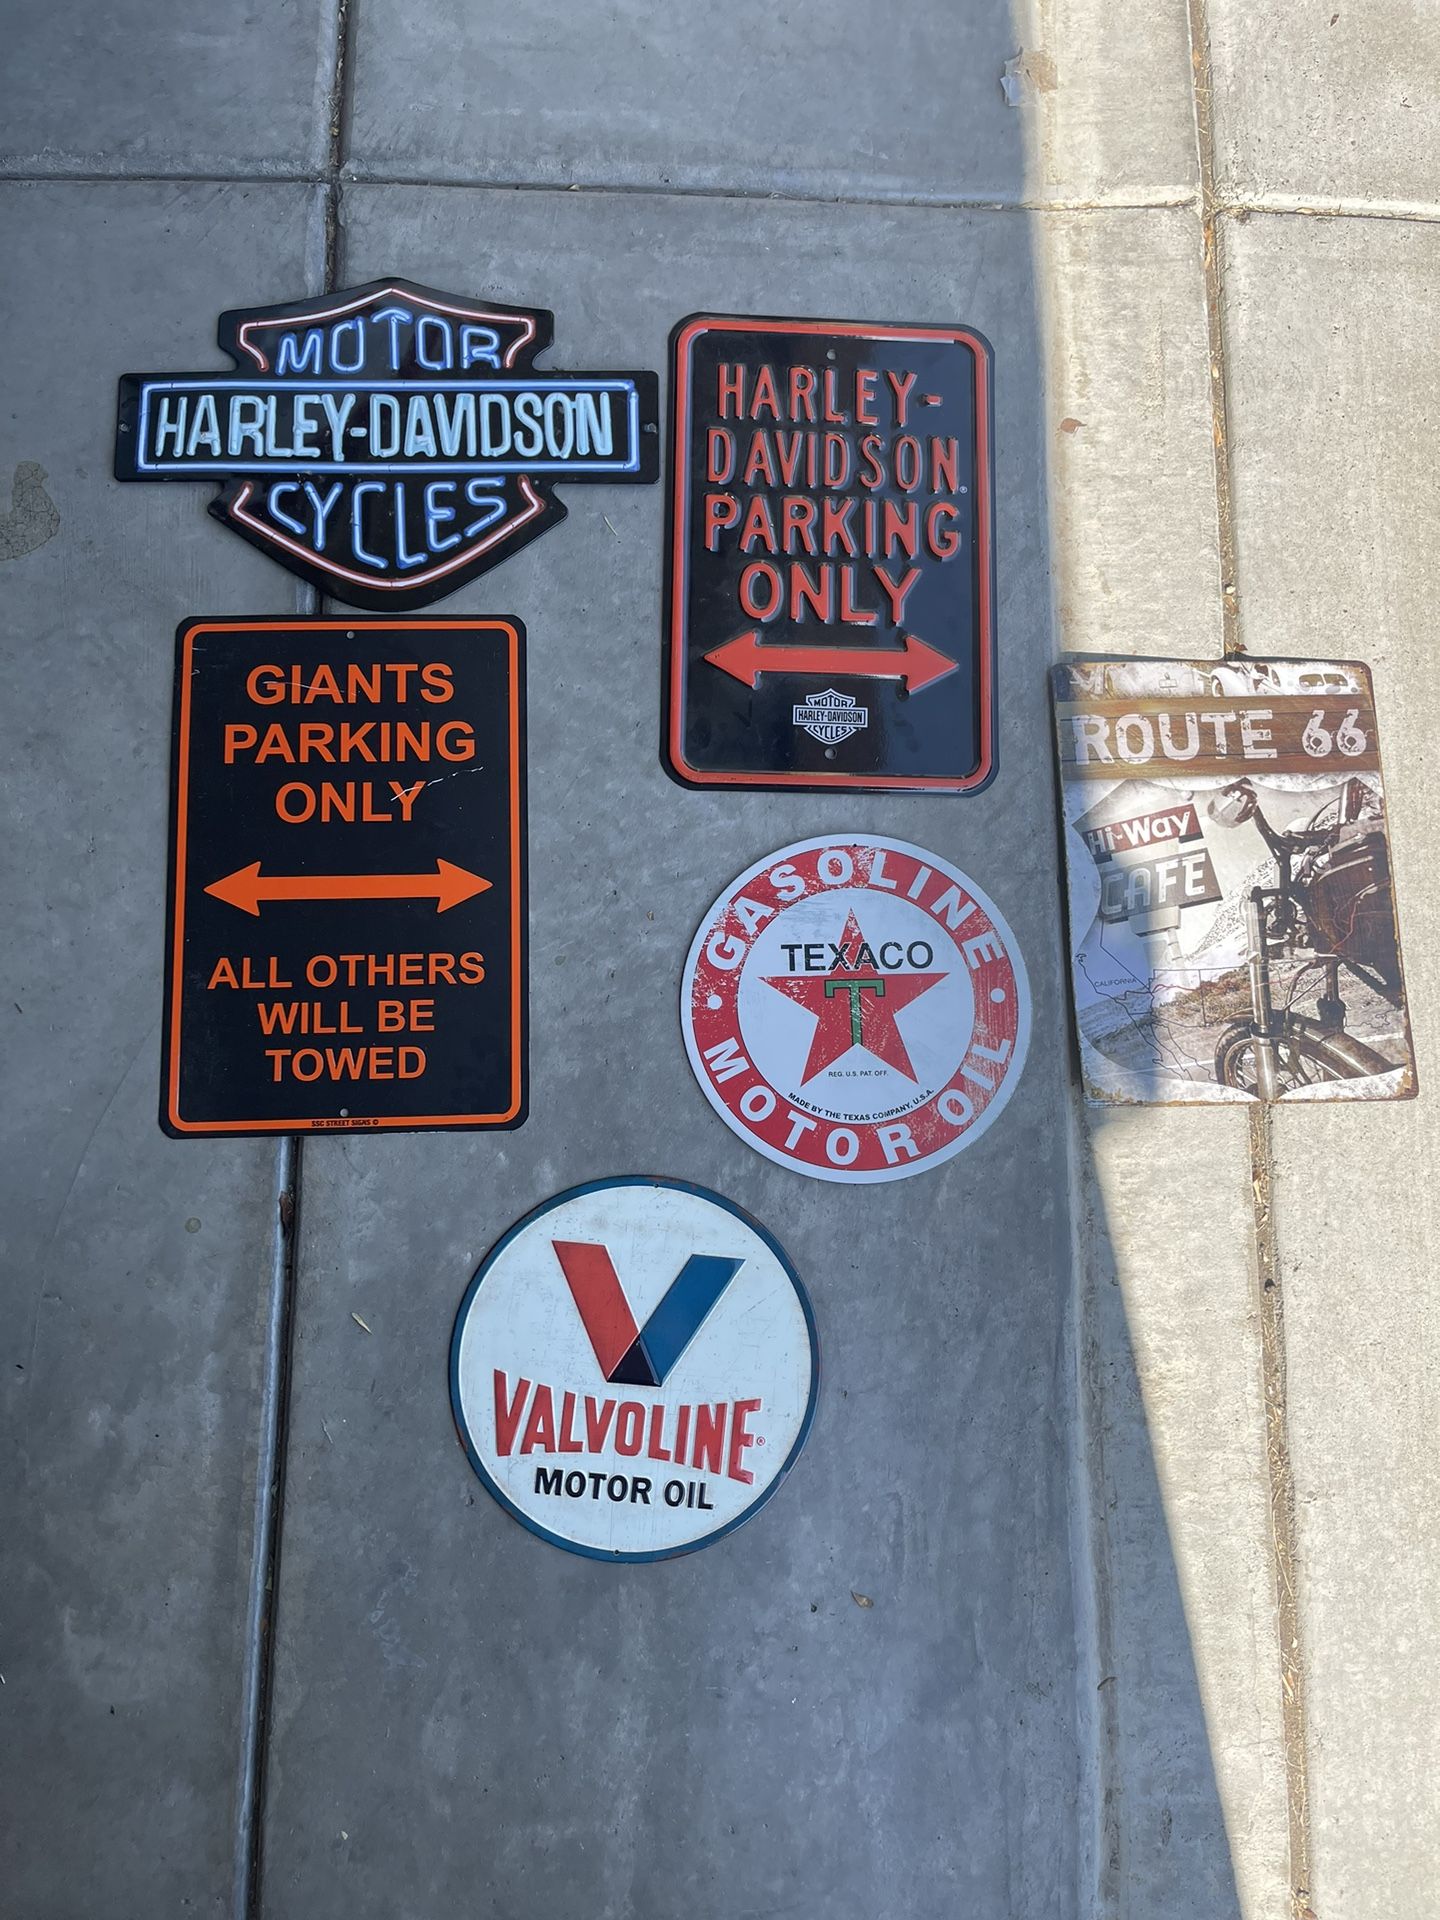 MOTOR
HARLEY-DAVIDSON
CYCLES
HARLEY-
DAVIDSON®
PARKING
ONLY
MOTOR
HARLEY-DAVIDSON
CYCLES
GIANTS
PARKING
ONLY
ALL OTHERS
WILL BE
TOWED
SSC STREET SIGNS ©
ROUTE 66
Hi-Way
CAFE
CALIFORNIA
GASOLINE
TEXACO
T
REG. U.S. PAT. OFF.
MADE BY THE TEXAS COMPANY, U.S.A.
MOTOR OIL
V
VALVOLINE®
MOTOR OIL